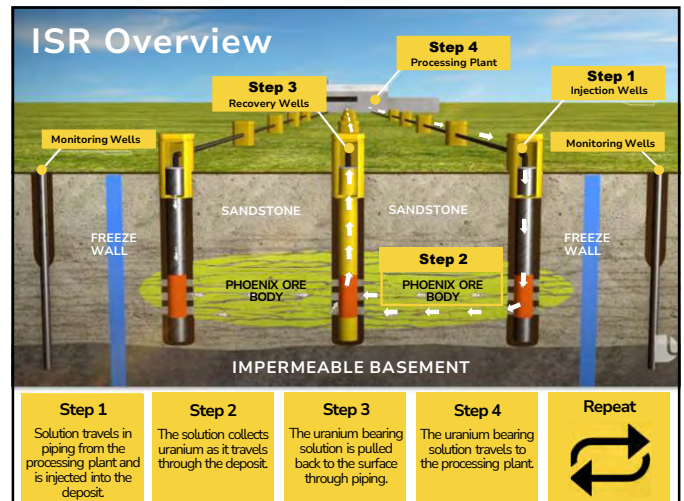 ISR Overview
Step 4
Processing Plant
Step 3
Recovery Wells
Step 1
Injection Wells
Monitoring Wells
Monitoring Wells
SANDSTONE
SANDSTONE
FREEZE
WALL
FREEZE
WALL
Step 2
PHOENIX ORE
BODY
PHOENIX ORE
BODY
IMPERMEABLE BASEMENT
Step 1
Solution travels in
piping from the
processing plant and
is injected into the
deposit.
Step 2
The solution collects
uranium as it travels
through the deposit.
Step 3
The uranium bearing
solution is pulled
back to the surface
through piping.
Step 4
The uranium bearing
solution travels to
the processing plant.
Repeat